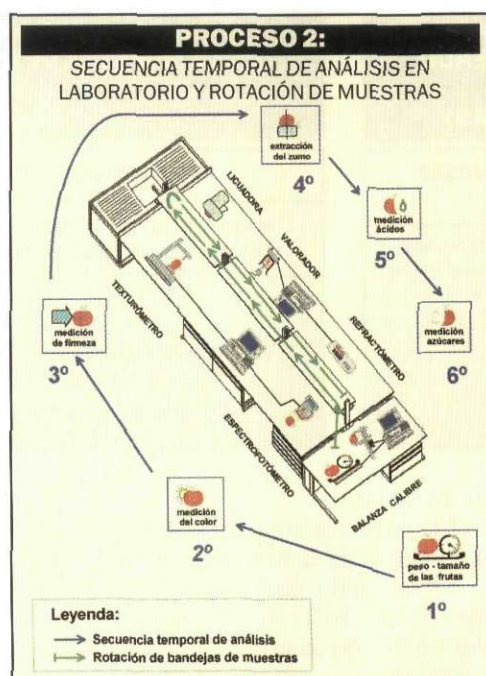 PROCESO 2:
SECUENCIA TEMPORAL DE ANÁLISIS EN
LABORATORIO Y ROTACIÓN DE MUESTRAS
extracción
del zumo
4º
medición
ácidos
5º
medición
azúcares
6º
LICUADORA
VALORADOR
REFRACTÓMETRO
TEXTURÓMETRO
ESPECTROFOTÓMETRO
BALANZA CALIBRE
medición
de firmeza
3º
medición
del color
2º
peso - tamaño
de las frutas
1º
Leyenda:
Secuencia temporal de análisis
Rotación de bandejas de muestras